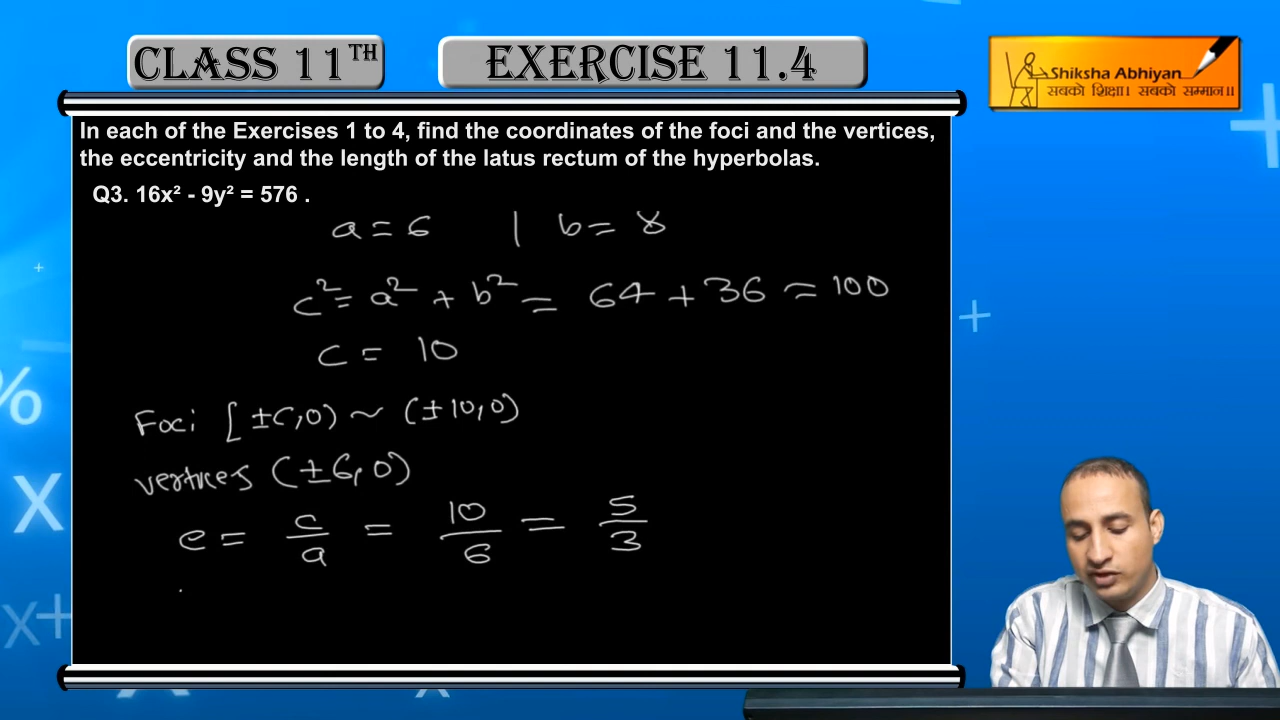 CLASS 11TH
EXERCISE 11.4
Shiksha Abhiyan
सबको शिक्षा। सबको सम्मान॥
In each of the Exercises 1 to 4, find the coordinates of the foci and the vertices,
the eccentricity and the length of the latus rectum of the hyperbolas.
Q3. 16x² - 9y² = 576 .
a = 6 | b = 8
c² = a² + b² = 64 + 36 = 100
c = 10
Foci [±c,0) ~ (±10,0)
vertices (±6,0)
e = c/a = 10/6 = 5/3
%
X
x+